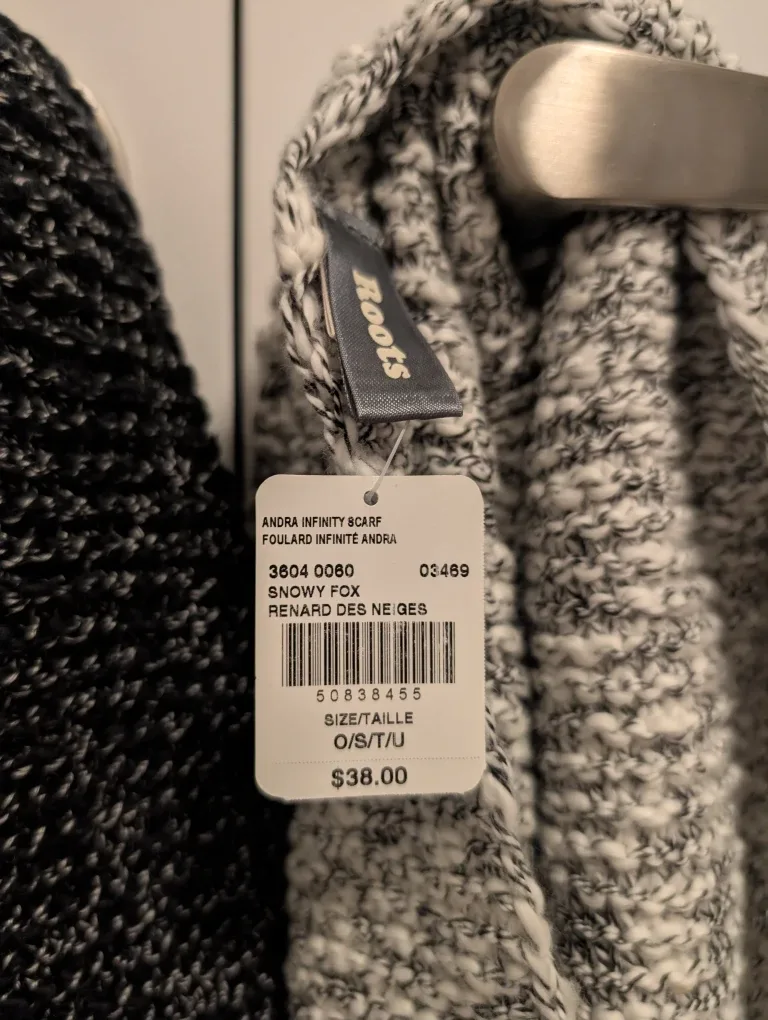 Roots
ANDRA INFINITY SCARF
FOULARD INFINITÉ ANDRA
3604 0060 03469
SNOWY FOX
RENARD DES NEIGES
50838455
SIZE/TAILLE
O/S/T/U
$38.00